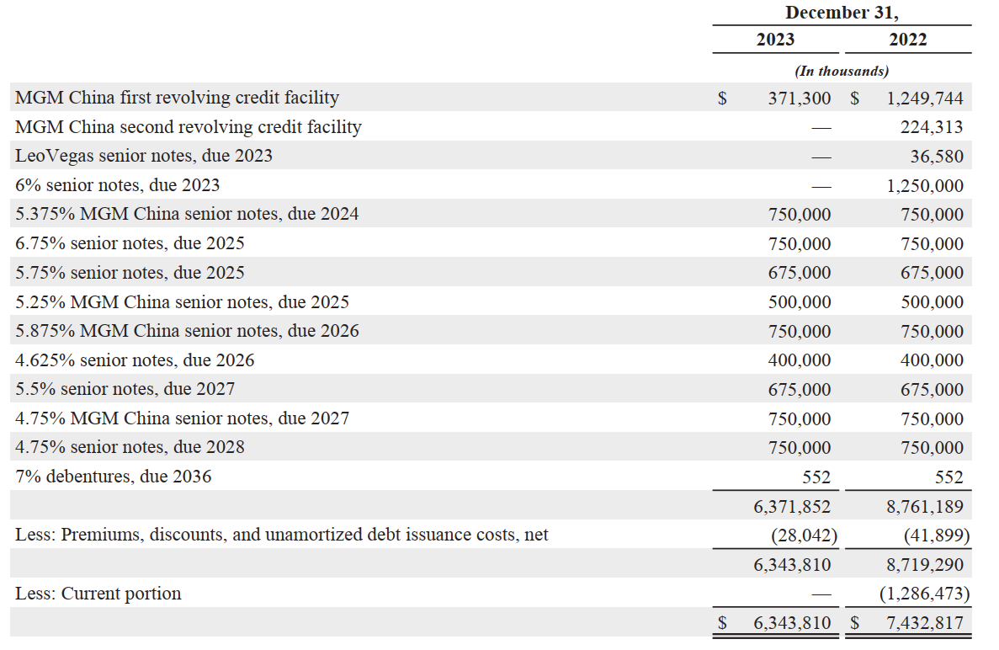 December 31,
2023 2022
(In thousands)
MGM China first revolving credit facility $ 371,300 $ 1,249,744
MGM China second revolving credit facility — 224,313
LeoVegas senior notes, due 2023 — 36,580
6% senior notes, due 2023 — 1,250,000
5.375% MGM China senior notes, due 2024 750,000 750,000
6.75% senior notes, due 2025 750,000 750,000
5.75% senior notes, due 2025 675,000 675,000
5.25% MGM China senior notes, due 2025 500,000 500,000
5.875% MGM China senior notes, due 2026 750,000 750,000
4.625% senior notes, due 2026 400,000 400,000
5.5% senior notes, due 2027 675,000 675,000
4.75% MGM China senior notes, due 2027 750,000 750,000
4.75% senior notes, due 2028 750,000 750,000
7% debentures, due 2036 552 552
6,371,852 8,761,189
Less: Premiums, discounts, and unamortized debt issuance costs, net (28,042) (41,899)
6,343,810 8,719,290
Less: Current portion — (1,286,473)
$ 6,343,810 $ 7,432,817